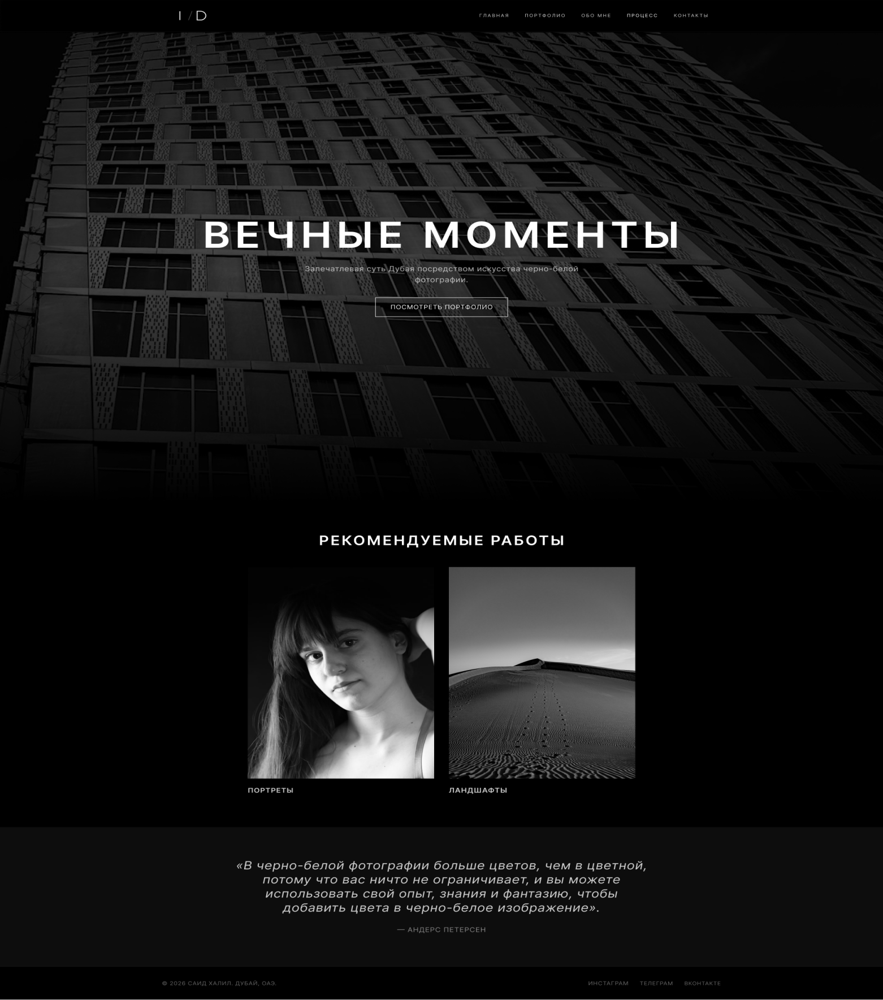 I / D
ГЛАВНАЯ ПОРТФОЛИО ОБО МНЕ ПРОЦЕСС КОНТАКТЫ
ВЕЧНЫЕ МОМЕНТЫ
Запечатлевая суть Дубая посредством искусства черно-белой
фотографии.
ПОСМОТРЕТЬ ПОРТФОЛИО
РЕКОМЕНДУЕМЫЕ РАБОТЫ
ПОРТРЕТЫ
ЛАНДШАФТЫ
«В черно-белой фотографии больше цветов, чем в цветной,
потому что вас ничто не ограничивает, и вы можете
использовать свой опыт, знания и фантазию, чтобы
добавить цвета в черно-белое изображение».
— АНДЕРС ПЕТЕРСЕН
© 2026 САИД ХАЛИЛ. ДУБАЙ, ОАЭ.
ИНСТАГРАМ ТЕЛЕГРАМ ВКОНТАКТЕ